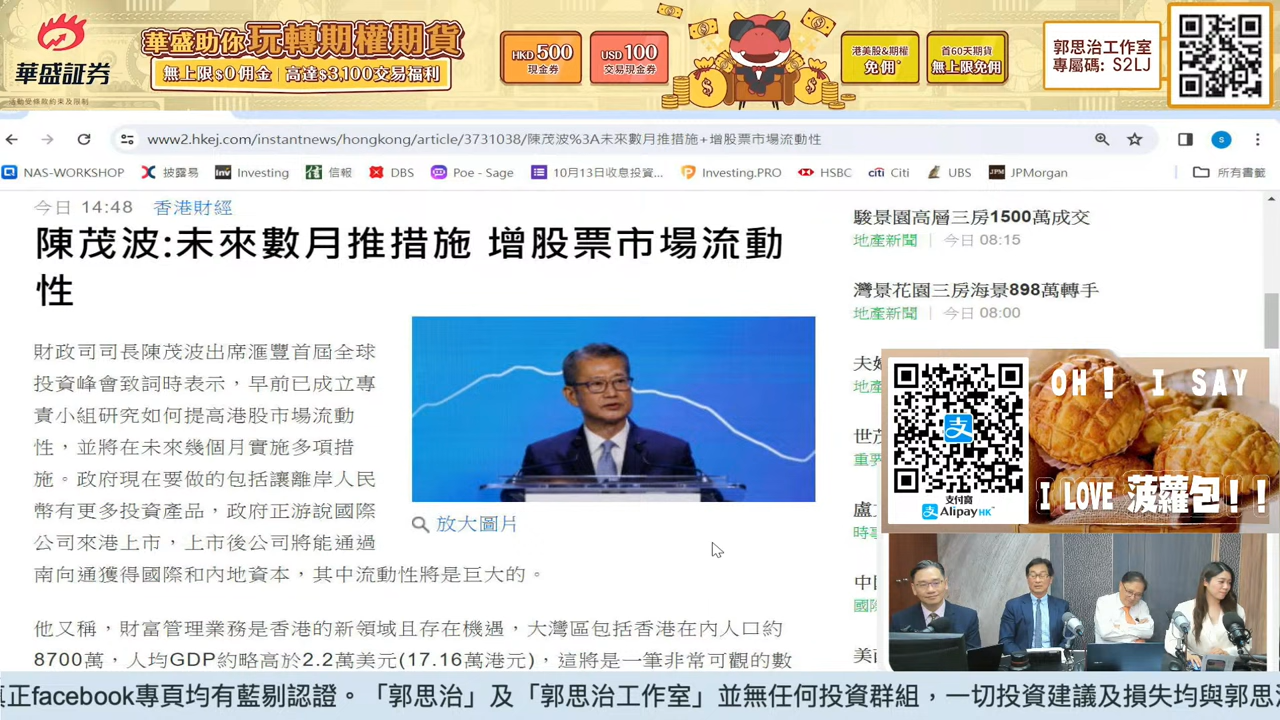 華盛証券
活動受條款約束及限制
華盛助你玩轉期權期貨
無上限$0佣金 | 高達$3,100交易福利
HKD 500
現金券
USD 100
交易現金券
港美股&期權
免佣*
首60天期貨
無上限免佣
郭思治工作室
專屬碼: S2LJ
www2.hkej.com/instantnews/hongkong/article/3731038/陳茂波%3A未來數月推措施+增股票市場流動性
NAS-WORKSHOP
披露易
Investing
信報
DBS
Poe - Sage
10月13日收息投資...
Investing.PRO
HSBC
Citi
UBS
JPMorgan
所有書籤
今日 14:48 香港財經
陳茂波:未來數月推措施 增股票市場流動
性
財政司司長陳茂波出席滙豐首屆全球
投資峰會致詞時表示，早前已成立專
責小組研究如何提高港股市場流動
性，並將在未來幾個月實施多項措
施。政府現在要做的包括讓離岸人民
幣有更多投資產品，政府正游說國際
公司來港上市，上市後公司將能通過
南向通獲得國際和內地資本，其中流動性將是巨大的。
放大圖片
他又稱，財富管理業務是香港的新領域且存在機遇，大灣區包括香港在內人口約
8700萬，人均GDP約略高於2.2萬美元(17.16萬港元)，這將是一筆非常可觀的數
駿景園高層三房1500萬成交
地產新聞 | 今日 08:15
灣景花園三房海景898萬轉手
地產新聞 | 今日 08:00
地產
世茂
重要
時事
國際
OH! I SAY
I LOVE 菠蘿包!!
支
支付寶
AlipayHK
真正facebook專頁均有藍剔認證。「郭思治」及「郭思治工作室」並無任何投資群組，一切投資建議及損失均與郭思治